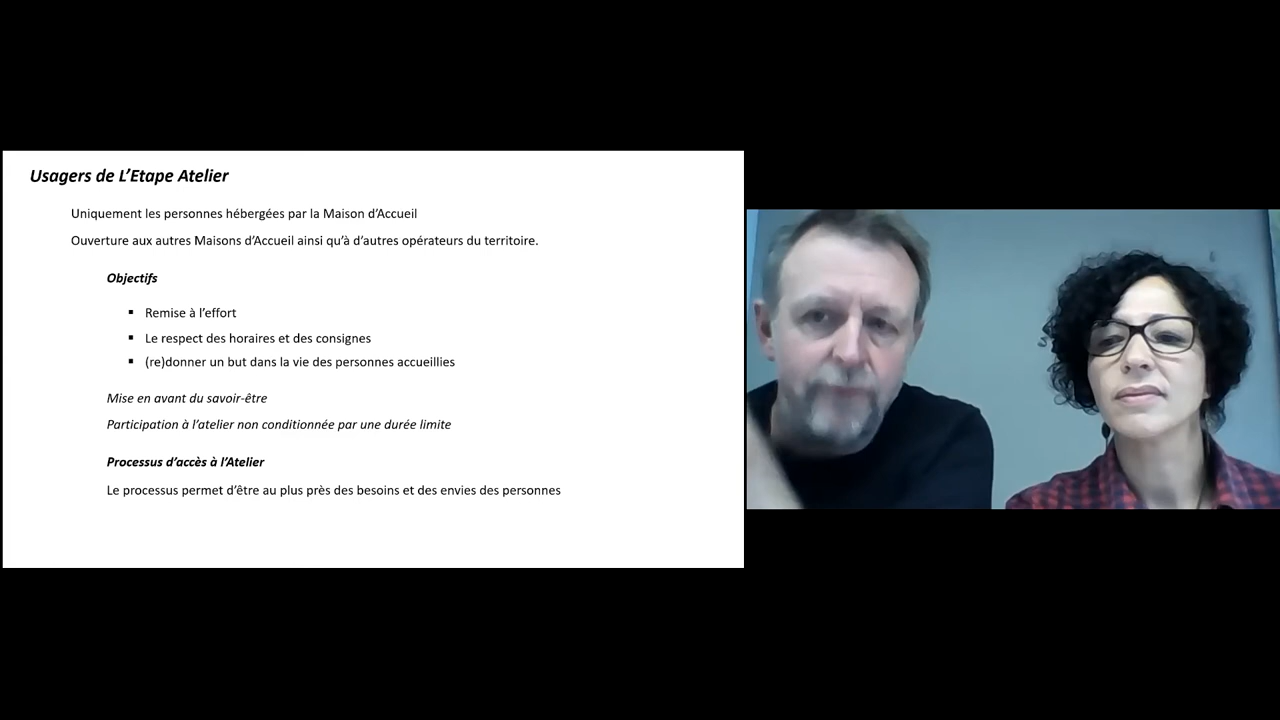 Usagers de L’Etape Atelier
Uniquement les personnes hébergées par la Maison d’Accueil
Ouverture aux autres Maisons d’Accueil ainsi qu’à d’autres opérateurs du territoire.
Objectifs
▪ Remise à l’effort
▪ Le respect des horaires et des consignes
▪ (re)donner un but dans la vie des personnes accueillies
Mise en avant du savoir-être
Participation à l’atelier non conditionnée par une durée limite
Processus d’accès à l’Atelier
Le processus permet d’être au plus près des besoins et des envies des personnes